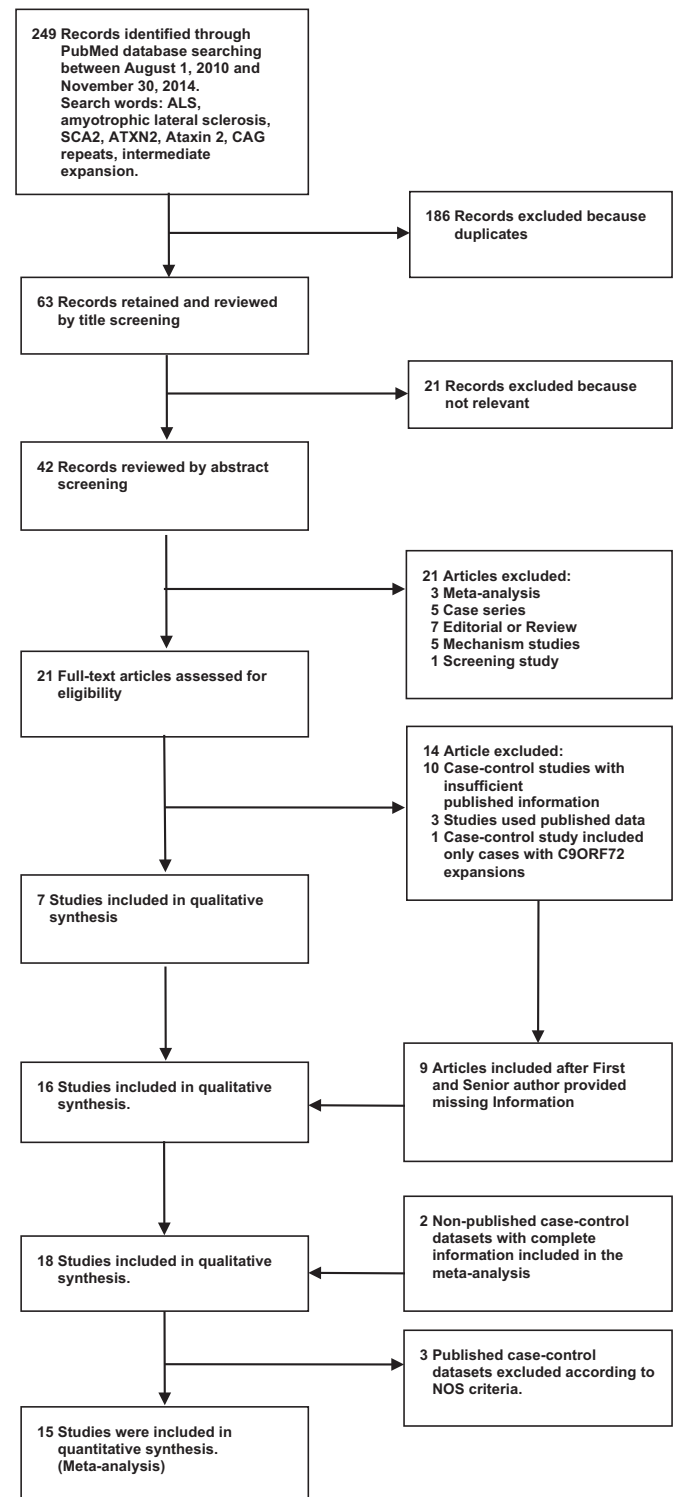 249 Records identified through
PubMed database searching
between August 1, 2010 and
November 30, 2014.
Search words: ALS,
amyotrophic lateral sclerosis,
SCA2, ATXN2, Ataxin 2, CAG
repeats, intermediate
expansion.
186 Records excluded because
duplicates
63 Records retained and reviewed
by title screening
21 Records excluded because
not relevant
42 Records reviewed by abstract
screening
21 Articles excluded:
3 Meta-analysis
5 Case series
7 Editorial or Review
5 Mechanism studies
1 Screening study
21 Full-text articles assessed for
eligibility
14 Article excluded:
10 Case-control studies with
insufficient
published information
3 Studies used published data
1 Case-control study included
only cases with C9ORF72
expansions
7 Studies included in qualitative
synthesis
9 Articles included after First
and Senior author provided
missing Information
16 Studies included in qualitative
synthesis.
2 Non-published case-control
datasets with complete
information included in the
meta-analysis
18 Studies included in qualitative
synthesis.
3 Published case-control
datasets excluded according to
NOS criteria.
15 Studies were included in
quantitative synthesis.
(Meta-analysis)